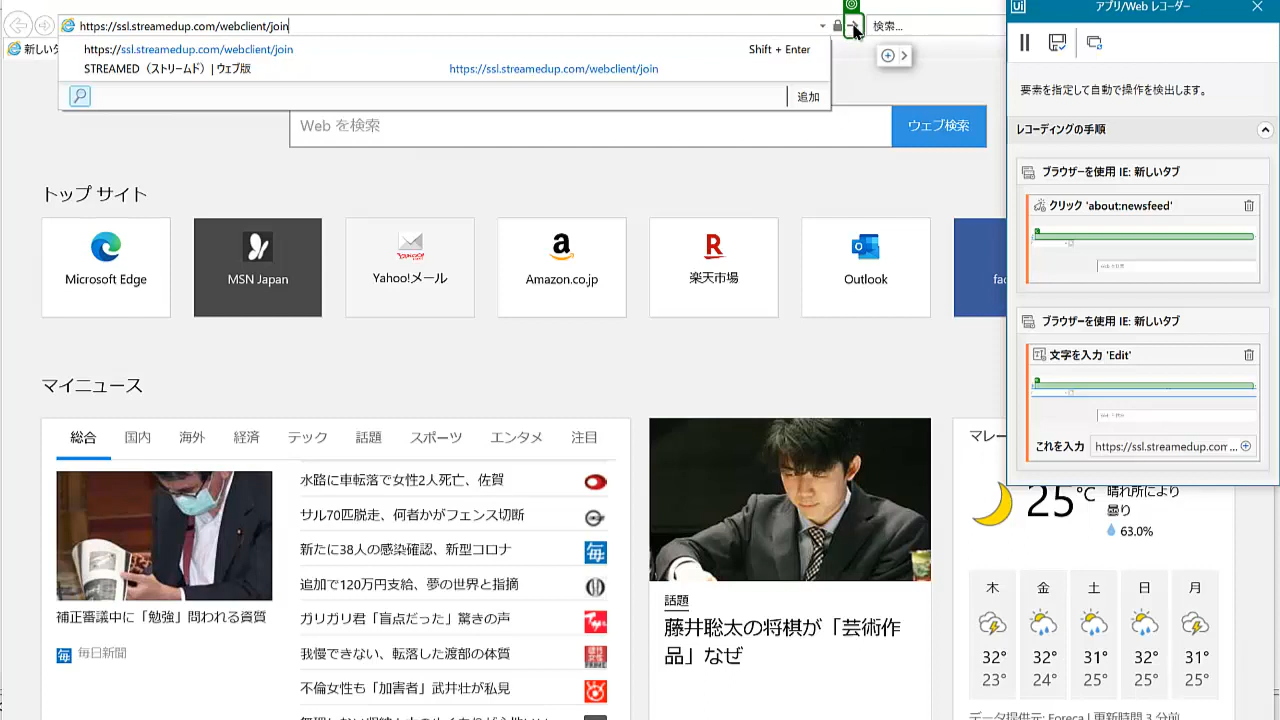 https://ssl.streamedup.com/webclient/join
検索...
アプリ/Web レコーダー
新しい
https://ssl.streamedup.com/webclient/join
Shift + Enter
STREAMED（ストリームド）| ウェブ版
https://ssl.streamedup.com/webclient/join
追加
Web を検索
ウェブ検索
要素を指定して自動で操作を検出します。
レコーディングの手順
ブラウザーを使用 IE: 新しいタブ
クリック 'about:newsfeed'
ブラウザーを使用 IE: 新しいタブ
文字を入力 'Edit'
これを入力 https://ssl.streamedup.com ...
トップ サイト
Microsoft Edge
MSN Japan
Yahoo!メール
Amazon.co.jp
楽天市場
Outlook
fac
マイニュース
総合 国内 海外 経済 テック 話題 スポーツ エンタメ 注目
水路に車転落で女性2人死亡、佐賀
サル70匹脱走、何者かがフェンス切断
新たに38人の感染確認、新型コロナ
追加で120万円支給、夢の世界と指摘
ガリガリ君「盲点だった」驚きの声
我慢できない、転落した渡部の体質
不倫女性も「加害者」武井壮が私見
補正審議中に「勉強」問われる資質
毎日新聞
話題
藤井聡太の将棋が「芸術作
品」なぜ
マレー
25°C
晴れ所により
曇り
63.0%
木 金 土 日 月
32° 32° 31° 32° 31°
23° 24° 25° 25° 25°
データ提供元: Foreca | 更新時間 3 分前